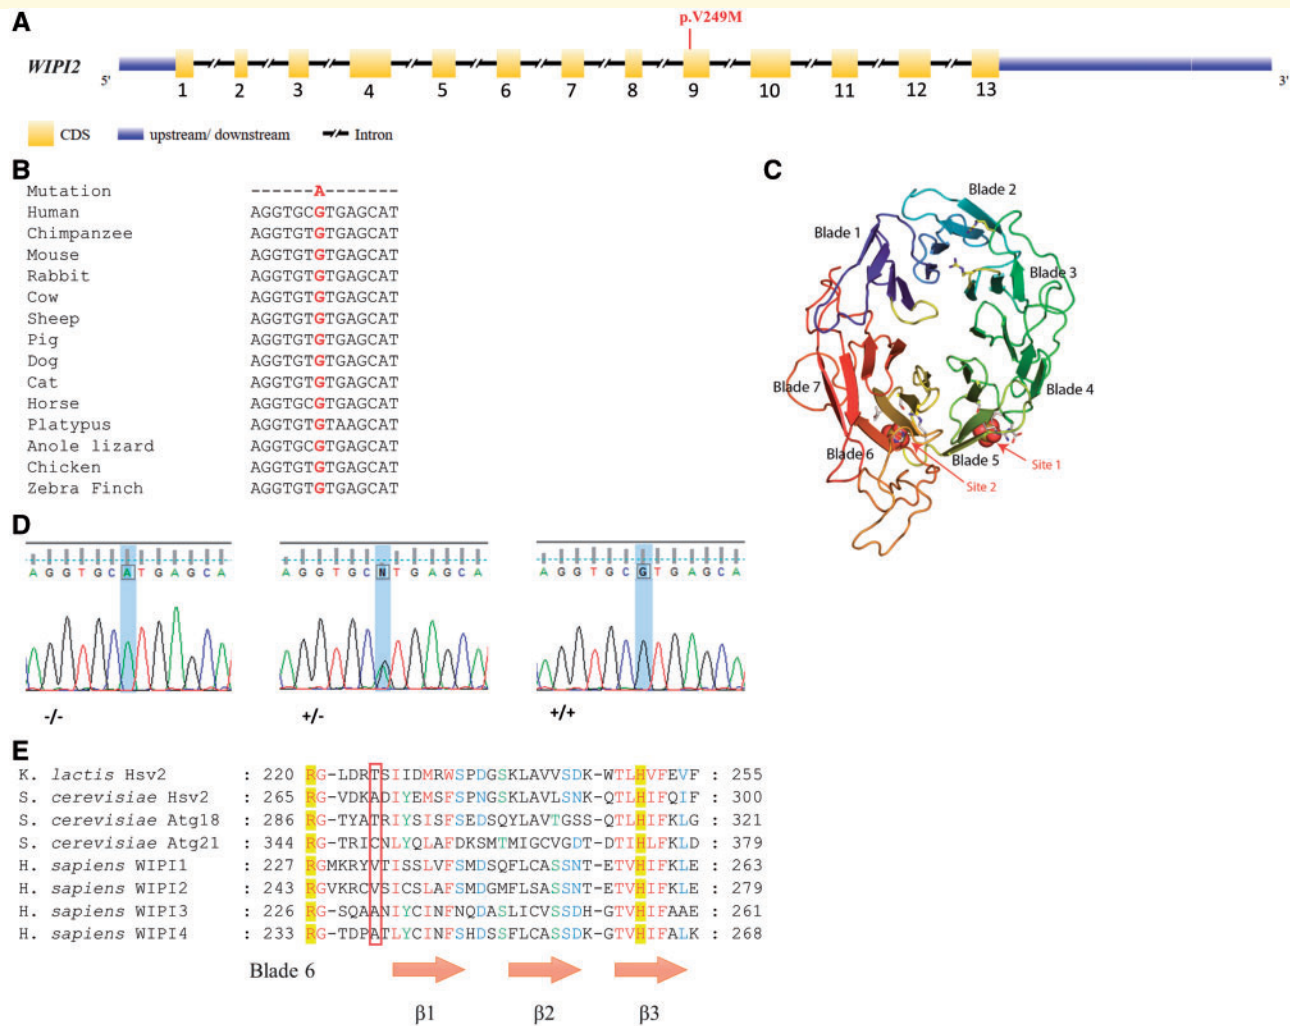 A
p.V249M
WIPI2
5'
3'
1 2 3 4 5 6 7 8 9 10 11 12 13
CDS upstream/ downstream Intron
B
Mutation ------A-------
Human AGGTGCGTGAGCAT
Chimpanzee AGGTGTGTGAGCAT
Mouse AGGTGTGTGAGCAT
Rabbit AGGTGTGTGAGCAT
Cow AGGTGTGTGAGCAT
Sheep AGGTGTGTGAGCAT
Pig AGGTGTGTGAGCAT
Dog AGGTGTGTGAGCAT
Cat AGGTGTGTGAGCAT
Horse AGGTGCGTGAGCAT
Platypus AGGTGTGTAAGCAT
Anole lizard AGGTGCGTGAGCAT
Chicken AGGTGTGTGAGCAT
Zebra Finch AGGTGTGTGAGCAT
C
Blade 2
Blade 1
Blade 3
Blade 4
Blade 7
Blade 6
Blade 5
Site 1
Site 2
D
A G G T G C A T G A G C A
A G G T G C N T G A G C A
A G G T G C G T G A G C A
-/-
+/-
+/+
E
K. lactis Hsv2 : 220 RG-LDRTSIIDMRWSPDGSKLAVVSDK-WTLHVFEVF : 255
S. cerevisiae Hsv2 : 265 RG-VDKADIYEMSFSPNGSKLAVLSNK-QTLHIFQIF : 300
S. cerevisiae Atg18 : 286 RG-TYATRIYSISFSEDSQYLAVTGSS-QTLHIFKLG : 321
S. cerevisiae Atg21 : 344 RG-TRICNLYQLAFDKSMTMIGCVGDT-DTIHLFKLD : 379
H. sapiens WIPI1 : 227 RGMKRYVTISSLVFSMDSQFLCASSNT-ETVHIFKLE : 263
H. sapiens WIPI2 : 243 RGVKRCVSICSLAFSMDGMFLSASSNT-ETVHIFKLE : 279
H. sapiens WIPI3 : 226 RG-SQAANIYCINFNQDASLICVSSDH-GTVHIFAAE : 261
H. sapiens WIPI4 : 233 RG-TDPATLYCINFSHDSSFLCASSDK-GTVHIFALK : 268
Blade 6
β1 β2 β3